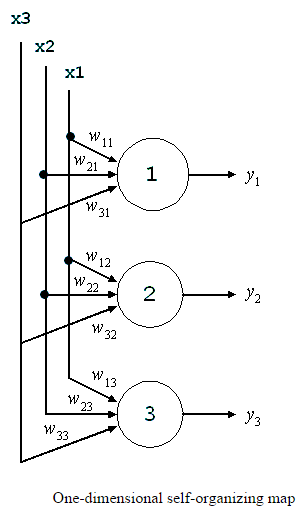 x3
x2
x1
w11
w21
1
y1
w31
w12
w22
2
y2
w32
w13
w23
3
y3
w33
One-dimensional self-organizing map